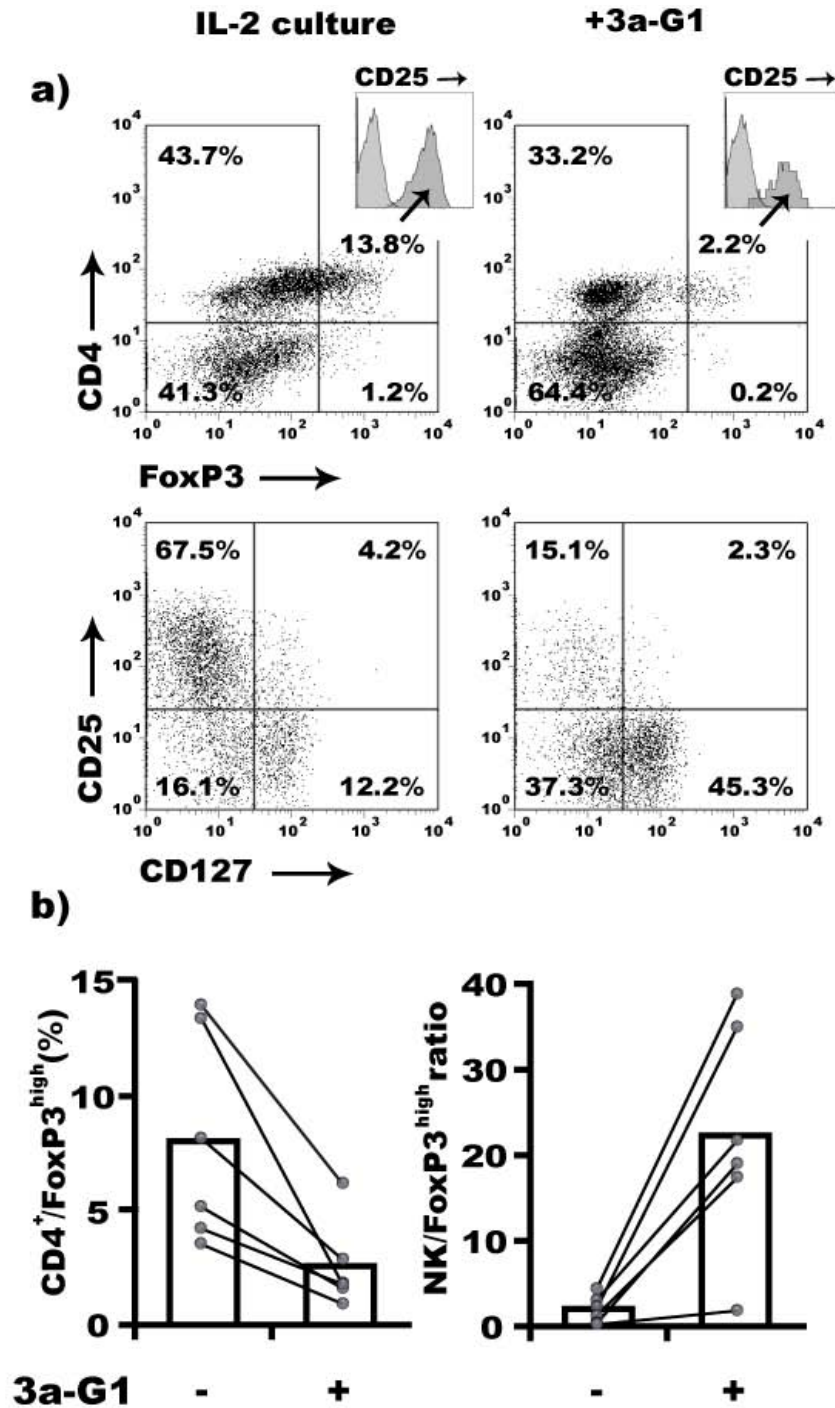 IL-2 culture +3a-G1
a)
CD25 → CD25 →
10⁴ 43.7% 10⁴ 33.2%
10³ 10³
13.8% 2.2%
10² 10²
CD4
10¹ 10¹
41.3% 1.2% 64.4% 0.2%
10⁰ 10⁰
10⁰ 10¹ 10² 10³ 10⁴ 10⁰ 10¹ 10² 10³ 10⁴
FoxP3
10⁴ 67.5% 4.2% 10⁴ 15.1% 2.3%
10³ 10³
10² 10²
CD25
10¹ 10¹
16.1% 12.2% 37.3% 45.3%
10⁰ 10⁰
10⁰ 10¹ 10² 10³ 10⁴ 10⁰ 10¹ 10² 10³ 10⁴
CD127
b)
CD4⁺/FoxP3ʰⁱᵍʰ(%)
15
10
5
0
NK/FoxP3ʰⁱᵍʰ ratio
40
30
20
10
0
3a-G1 - + - +